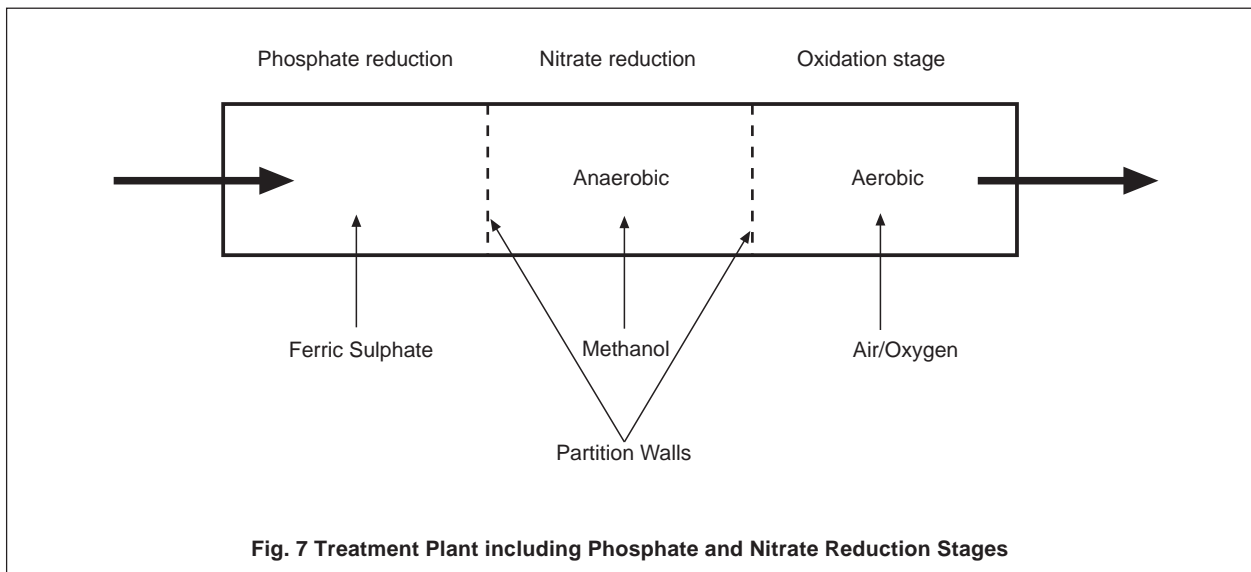 Phosphate reduction Nitrate reduction Oxidation stage
Anaerobic Aerobic
Ferric Sulphate Methanol Air/Oxygen
Partition Walls
Fig. 7 Treatment Plant including Phosphate and Nitrate Reduction Stages